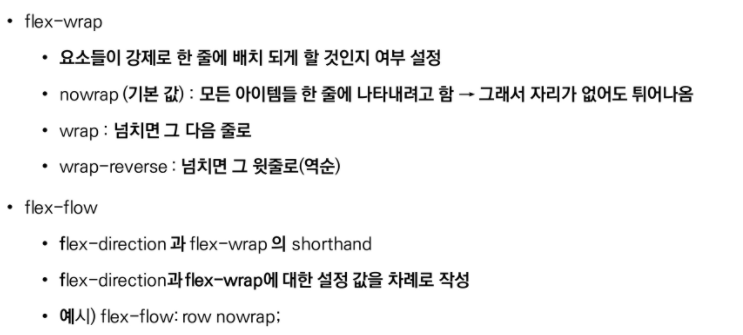 • flex-wrap
• 요소들이 강제로 한 줄에 배치 되게 할 것인지 여부 설정
• nowrap (기본 값) : 모든 아이템들 한 줄에 나타내려고 함 → 그래서 자리가 없어도 튀어나옴
• wrap : 넘치면 그 다음 줄로
• wrap-reverse : 넘치면 그 윗줄로(역순)
• flex-flow
• flex-direction 과 flex-wrap 의 shorthand
• flex-direction과 flex-wrap에 대한 설정 값을 차례로 작성
• 예시) flex-flow: row nowrap;